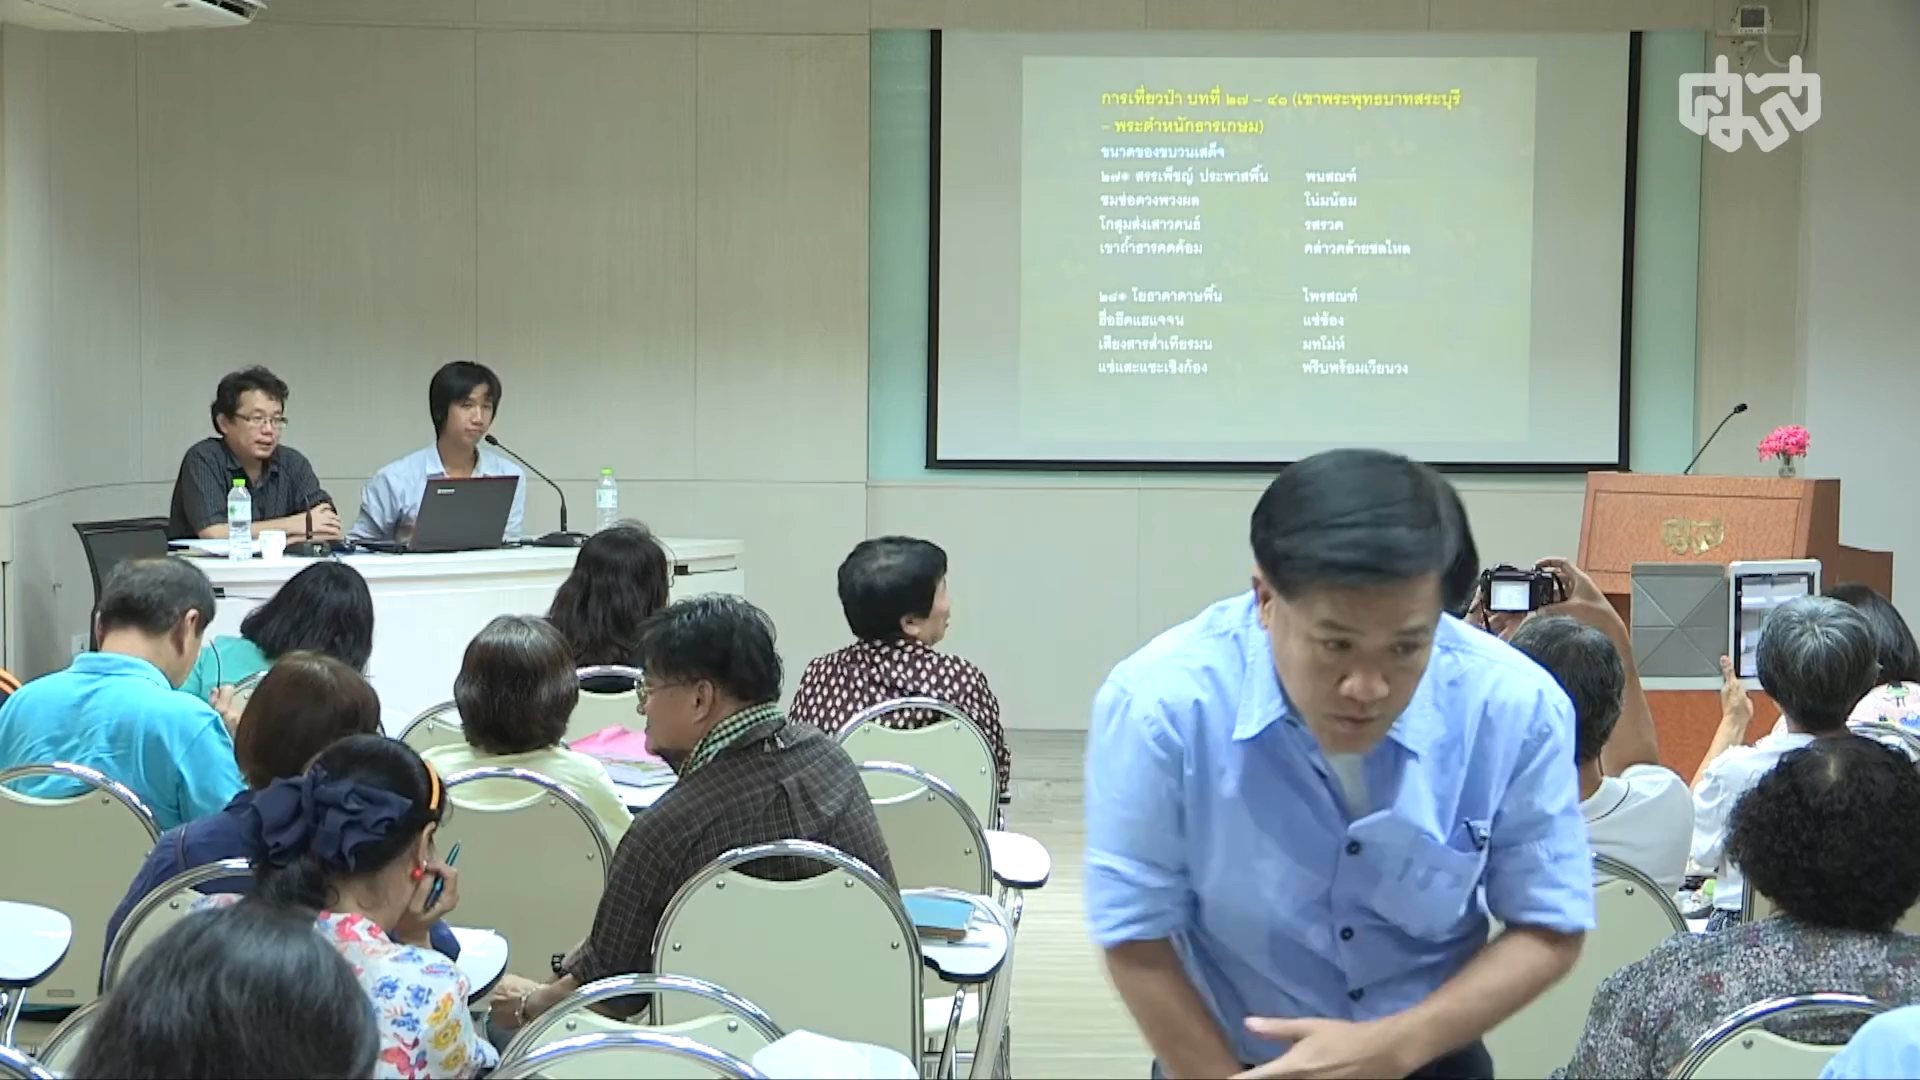 การเที่ยวป่า บทที่ ๒๗ – ๔๑ (เขาพระพุทธบาทสระบุรี
– พระตำหนักธารเกษม)
ขนาดของขบวนเสด็จ
๒๗๏ สรรเพ็ชญ์ ประพาสพื้น พนสณฑ์
ชมช่อดวงพวงผล โน่มน้อม
โกสุมส่งเสาวคนธ์ รสรวด
เขาถ้ำธารคดค้อม คล่าวคล้ายชลไหล
๒๘๏ โยธาดาดาษพื้น ไพรสณฑ์
ฮื่ออึดแฮแจจน แซ่ซ้อง
เสียงสารล่ำเทียรมน มทโม่ห์
แซ่แสะแซะเชิงก้อง พรึบพร้อมเวียนวง
ศมส